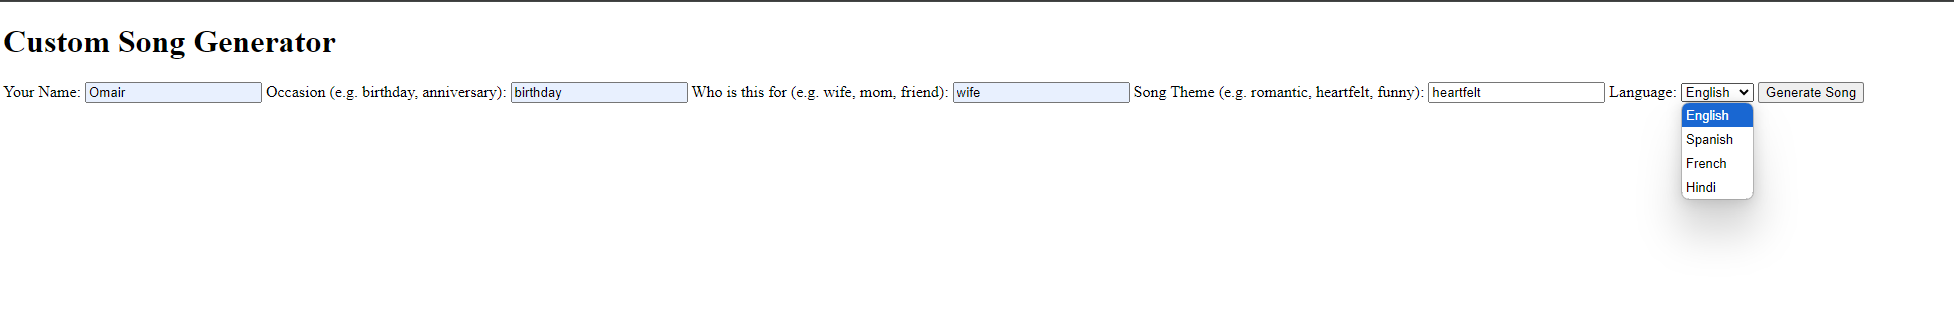 Custom Song Generator
Your Name: Omair Occasion (e.g. birthday, anniversary): birthday Who is this for (e.g. wife, mom, friend): wife Song Theme (e.g. romantic, heartfelt, funny): heartfelt Language: English Generate Song
English
Spanish
French
Hindi